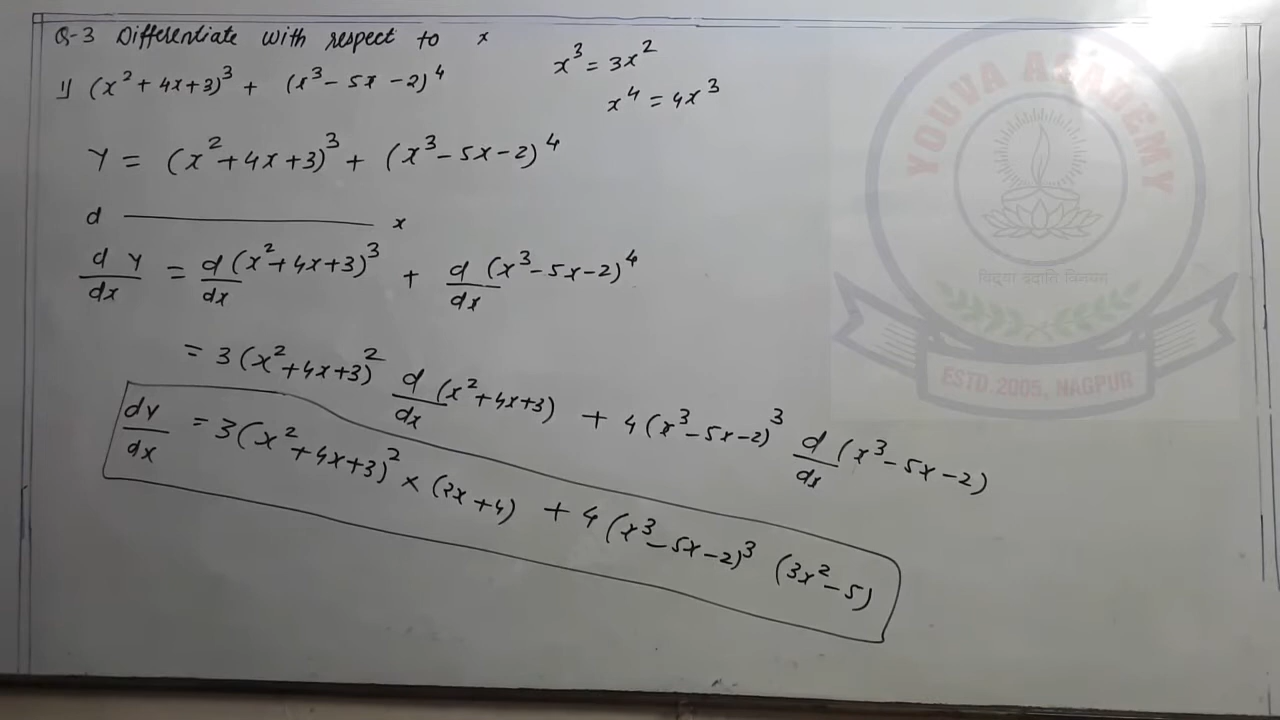 Q-3 Differentiate with respect to x
1) (x² + 4x + 3)³ + (x³ - 5x - 2)⁴
x³ = 3x²
x⁴ = 4x³
Y = (x² + 4x + 3)³ + (x³ - 5x - 2)⁴
d ——— x
d Y/dx = d/dx (x² + 4x + 3)³ + d/dx (x³ - 5x - 2)⁴
= 3(x² + 4x + 3)² d/dx (x² + 4x + 3) + 4(x³ - 5x - 2)³ d/dx (x³ - 5x - 2)
dy/dx = 3(x² + 4x + 3)² × (2x + 4) + 4(x³ - 5x - 2)³ (3x² - 5)
YOUVA ACADEMY
ESTD.2005, NAGPUR